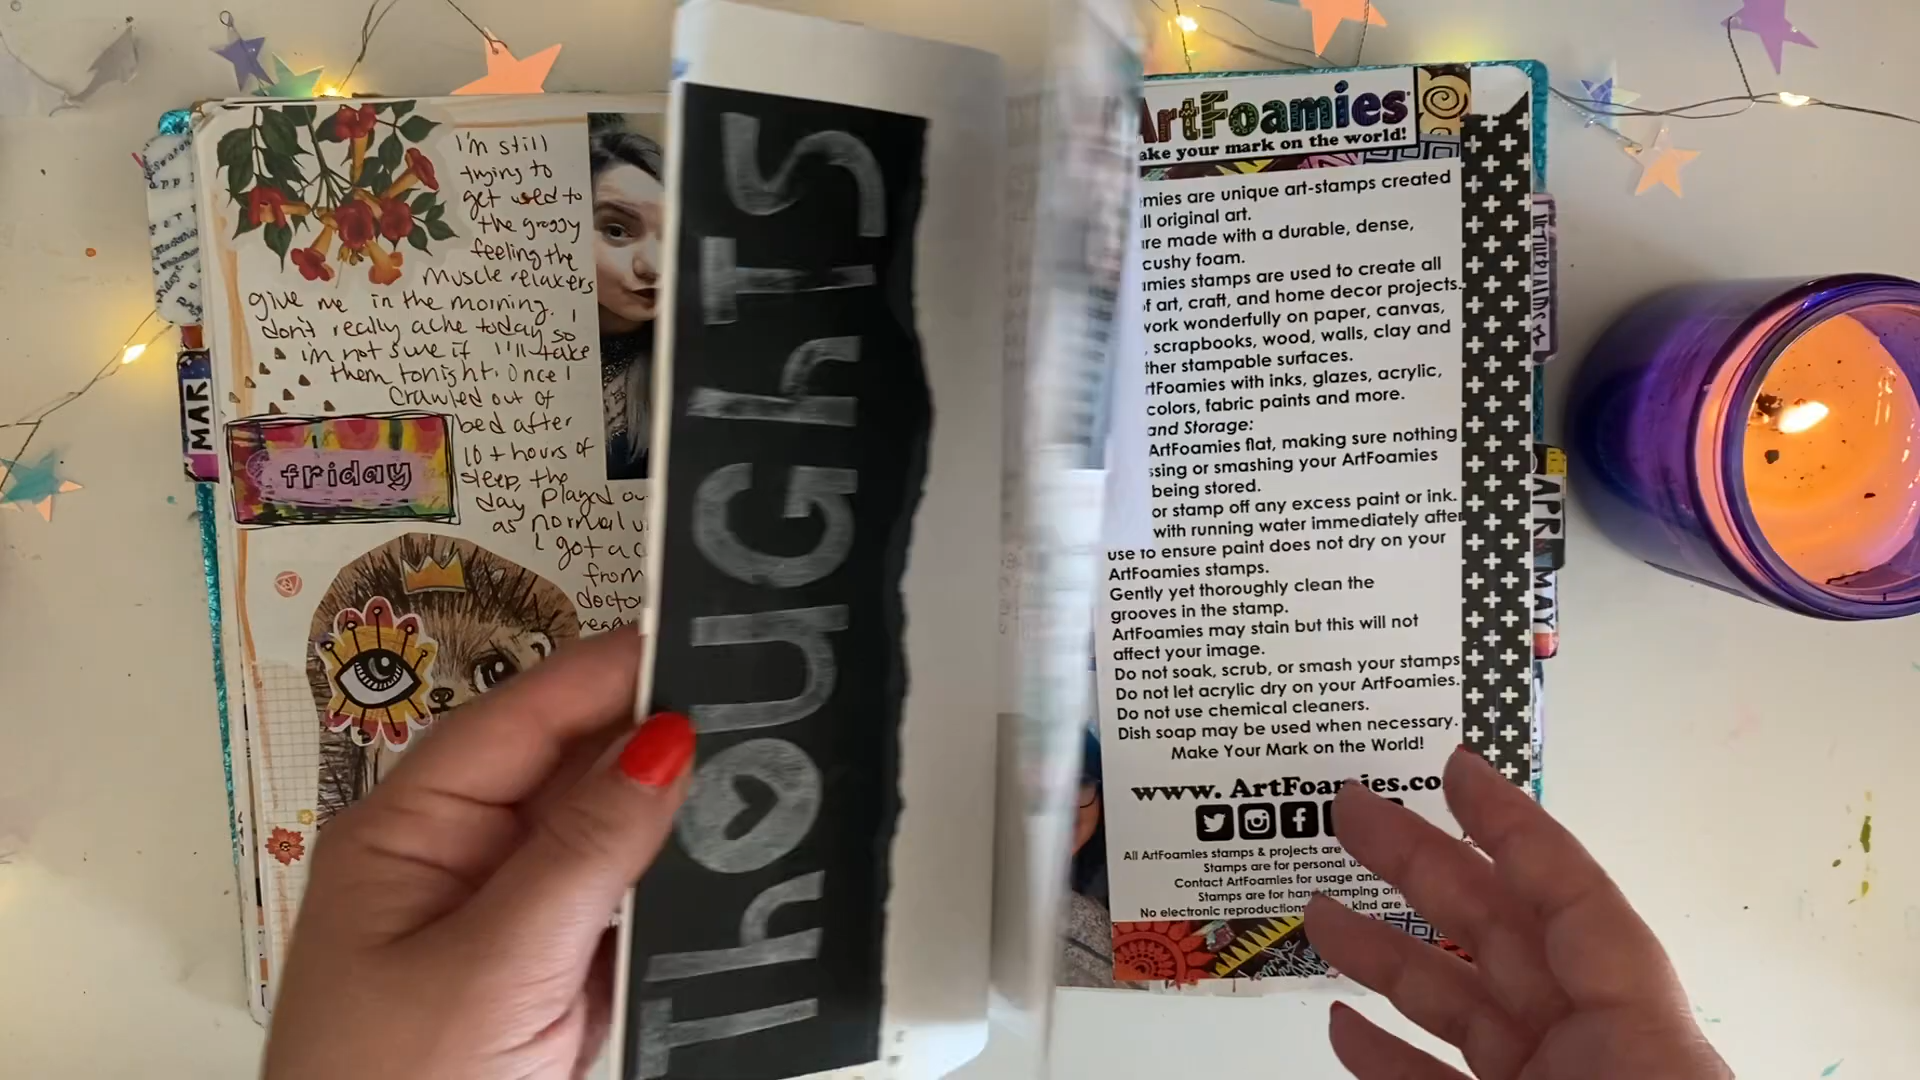 I'm still
trying to
get used to
the groggy
feeling the
muscle relaxers
give me in the morning. I
don't really ache today so
i'm not sure if I'll take
them tonight. Once I
crawled out of
bed after
10 + hours of
sleep, the
day played
as normal
I got a
from
MAR
friday
ThOUGhTS
ArtFoamies
ake your mark on the world!
are unique art-stamps created
original art.
are made with a durable, dense,
cushy foam.
stamps are used to create all
of art, craft, and home decor projects.
work wonderfully on paper, canvas,
, scrapbooks, wood, walls, clay and
ther stampable surfaces.
rtFoamies with inks, glazes, acrylic,
colors, fabric paints and more.
and Storage:
ArtFoamies flat, making sure nothing
or smashing your ArtFoamies
being stored.
or stamp off any excess paint or ink.
with running water immediately after
use to ensure paint does not dry on your
ArtFoamies stamps.
Gently yet thoroughly clean the
grooves in the stamp.
ArtFoamies may stain but this will not
affect your image.
Do not soak, scrub, or smash your stamps
Do not let acrylic dry on your ArtFoamies.
Do not use chemical cleaners.
Dish soap may be used when necessary.
Make Your Mark on the World!
www. ArtFoamies.co
All ArtFoamies stamps & projects are
Stamps are for personal
Contact ArtFoamies for usage and
Stamps are for hand stamping
No electronic reproductions kind are
APR
MAY